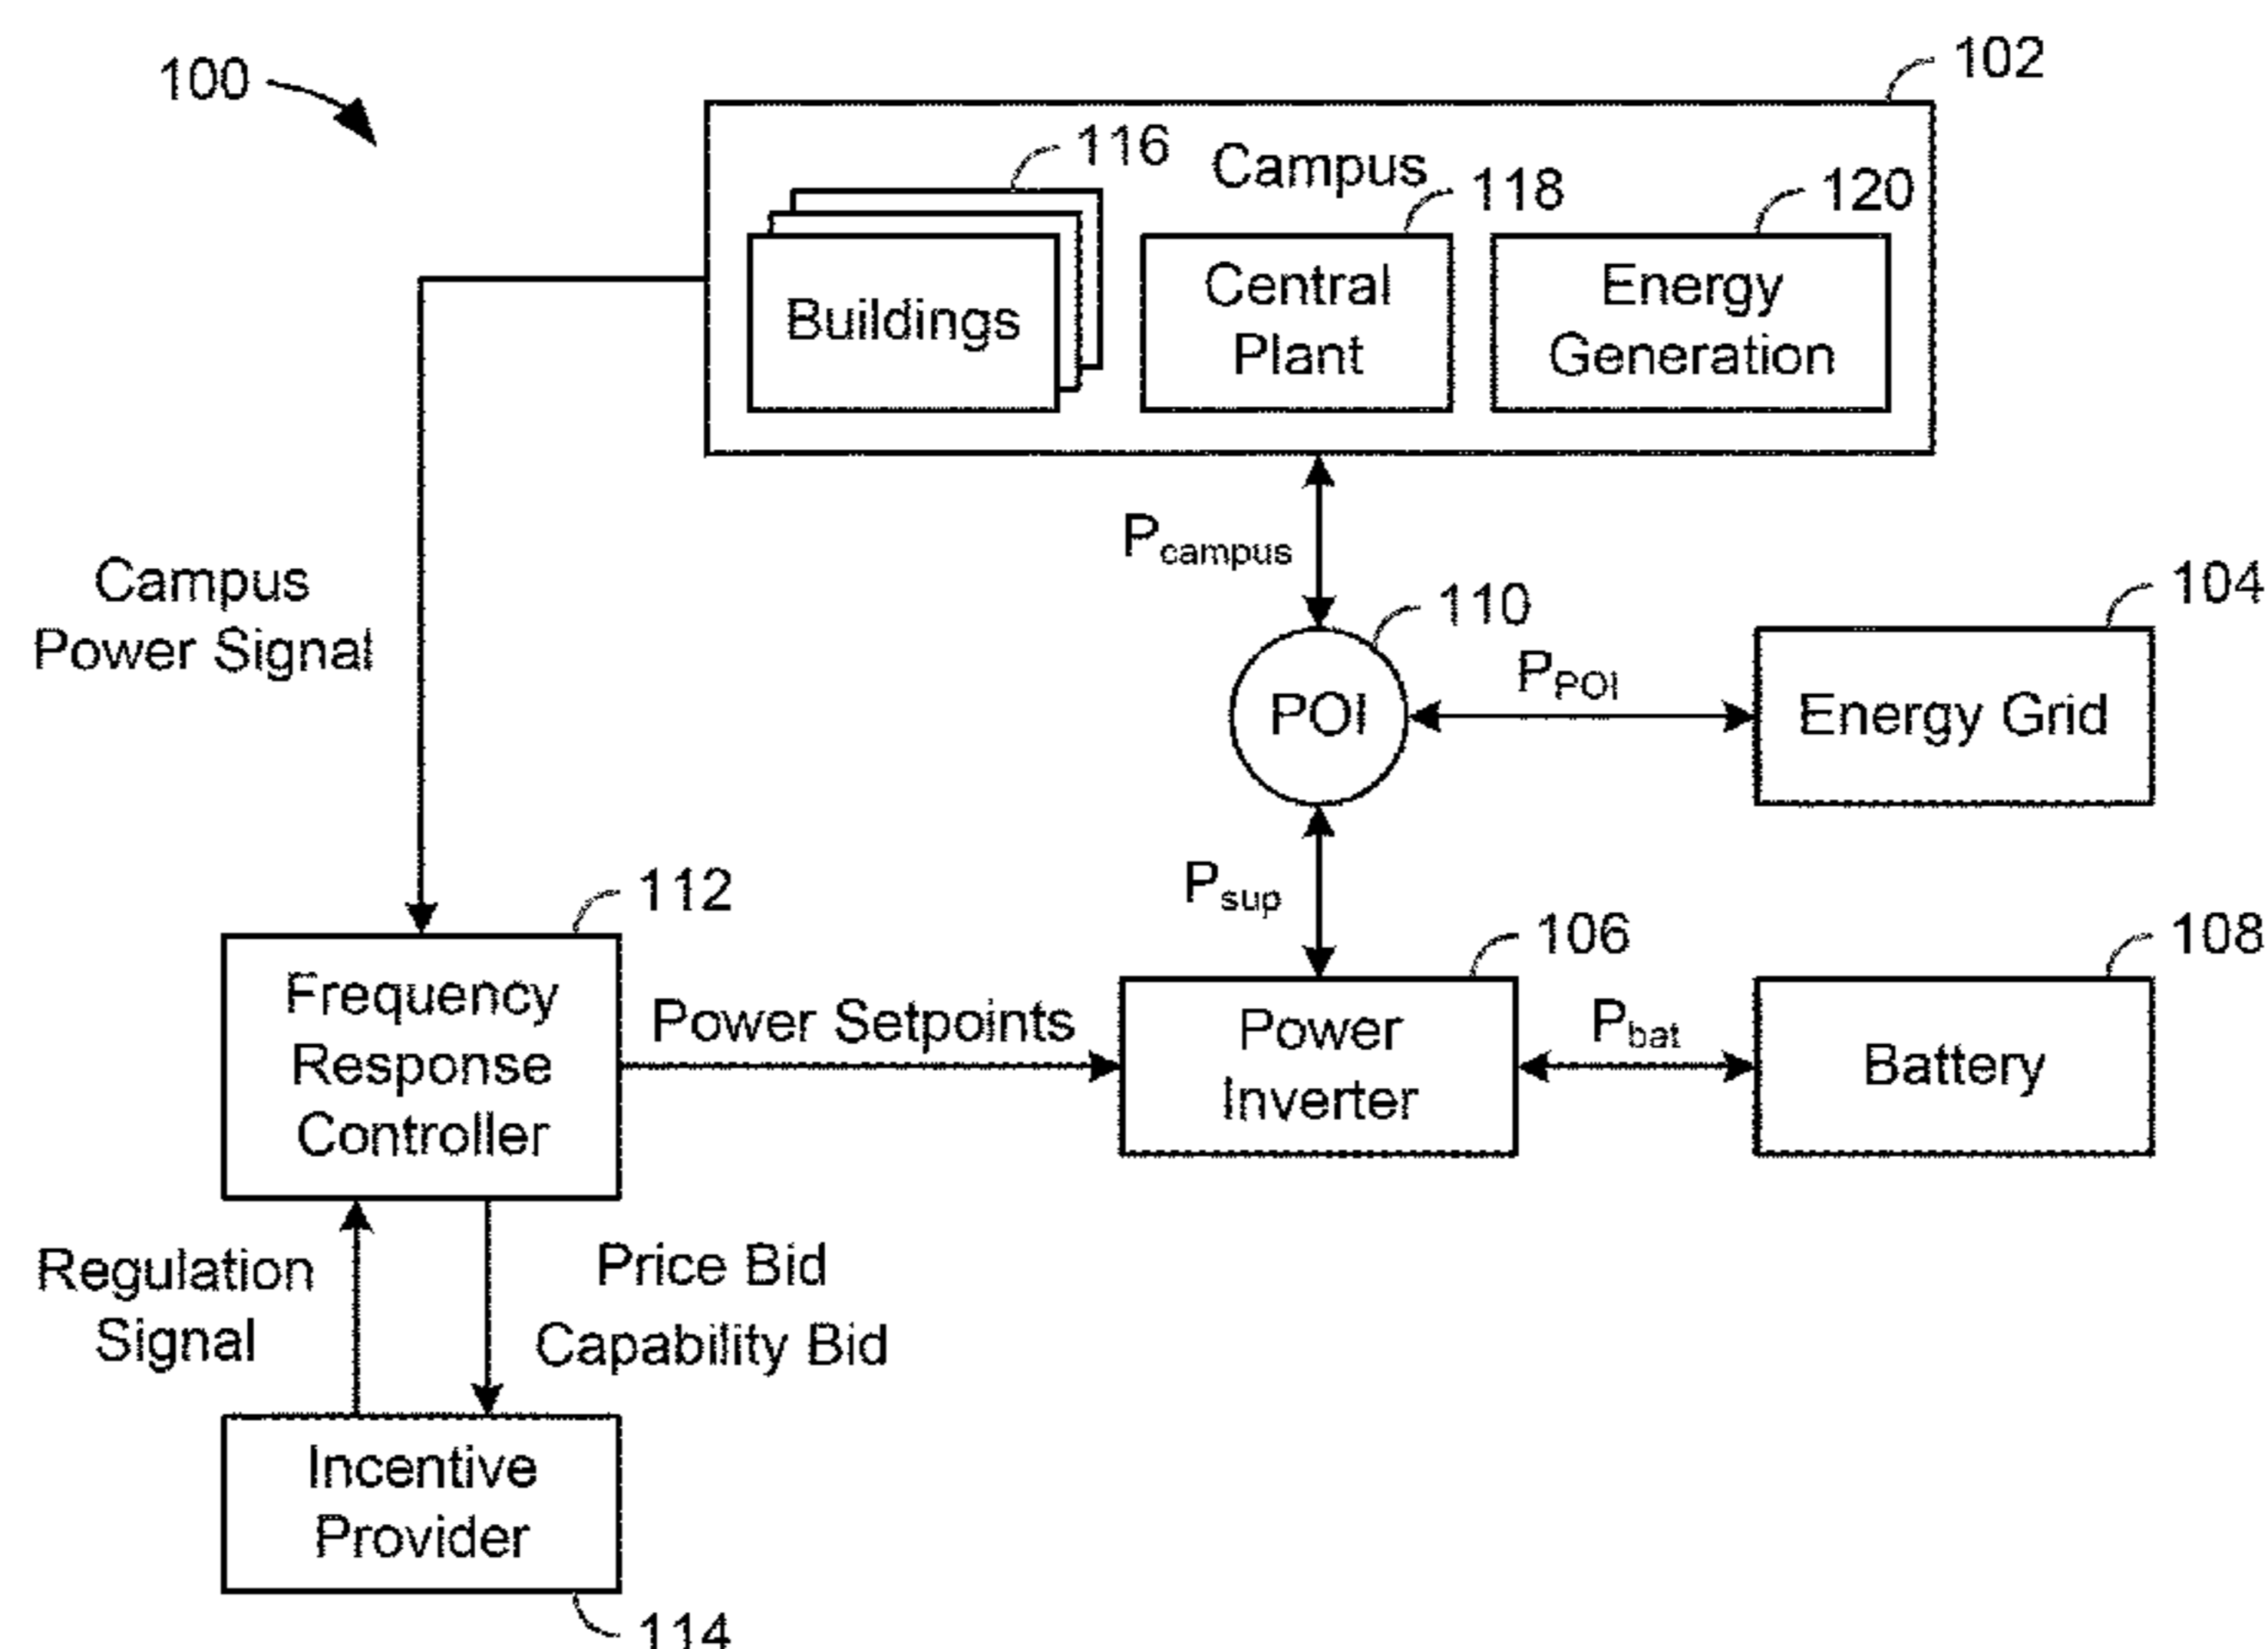 100
102
116
Campus
118
120
Buildings
Central
Plant
Energy
Generation
Pcampus
Campus
Power Signal
110
104
POI
PPOI
Energy Grid
Psup
112
106
108
Frequency
Response
Controller
Power Setpoints
Power
Inverter
Pbat
Battery
Regulation
Signal
Price Bid
Capability Bid
Incentive
Provider
114